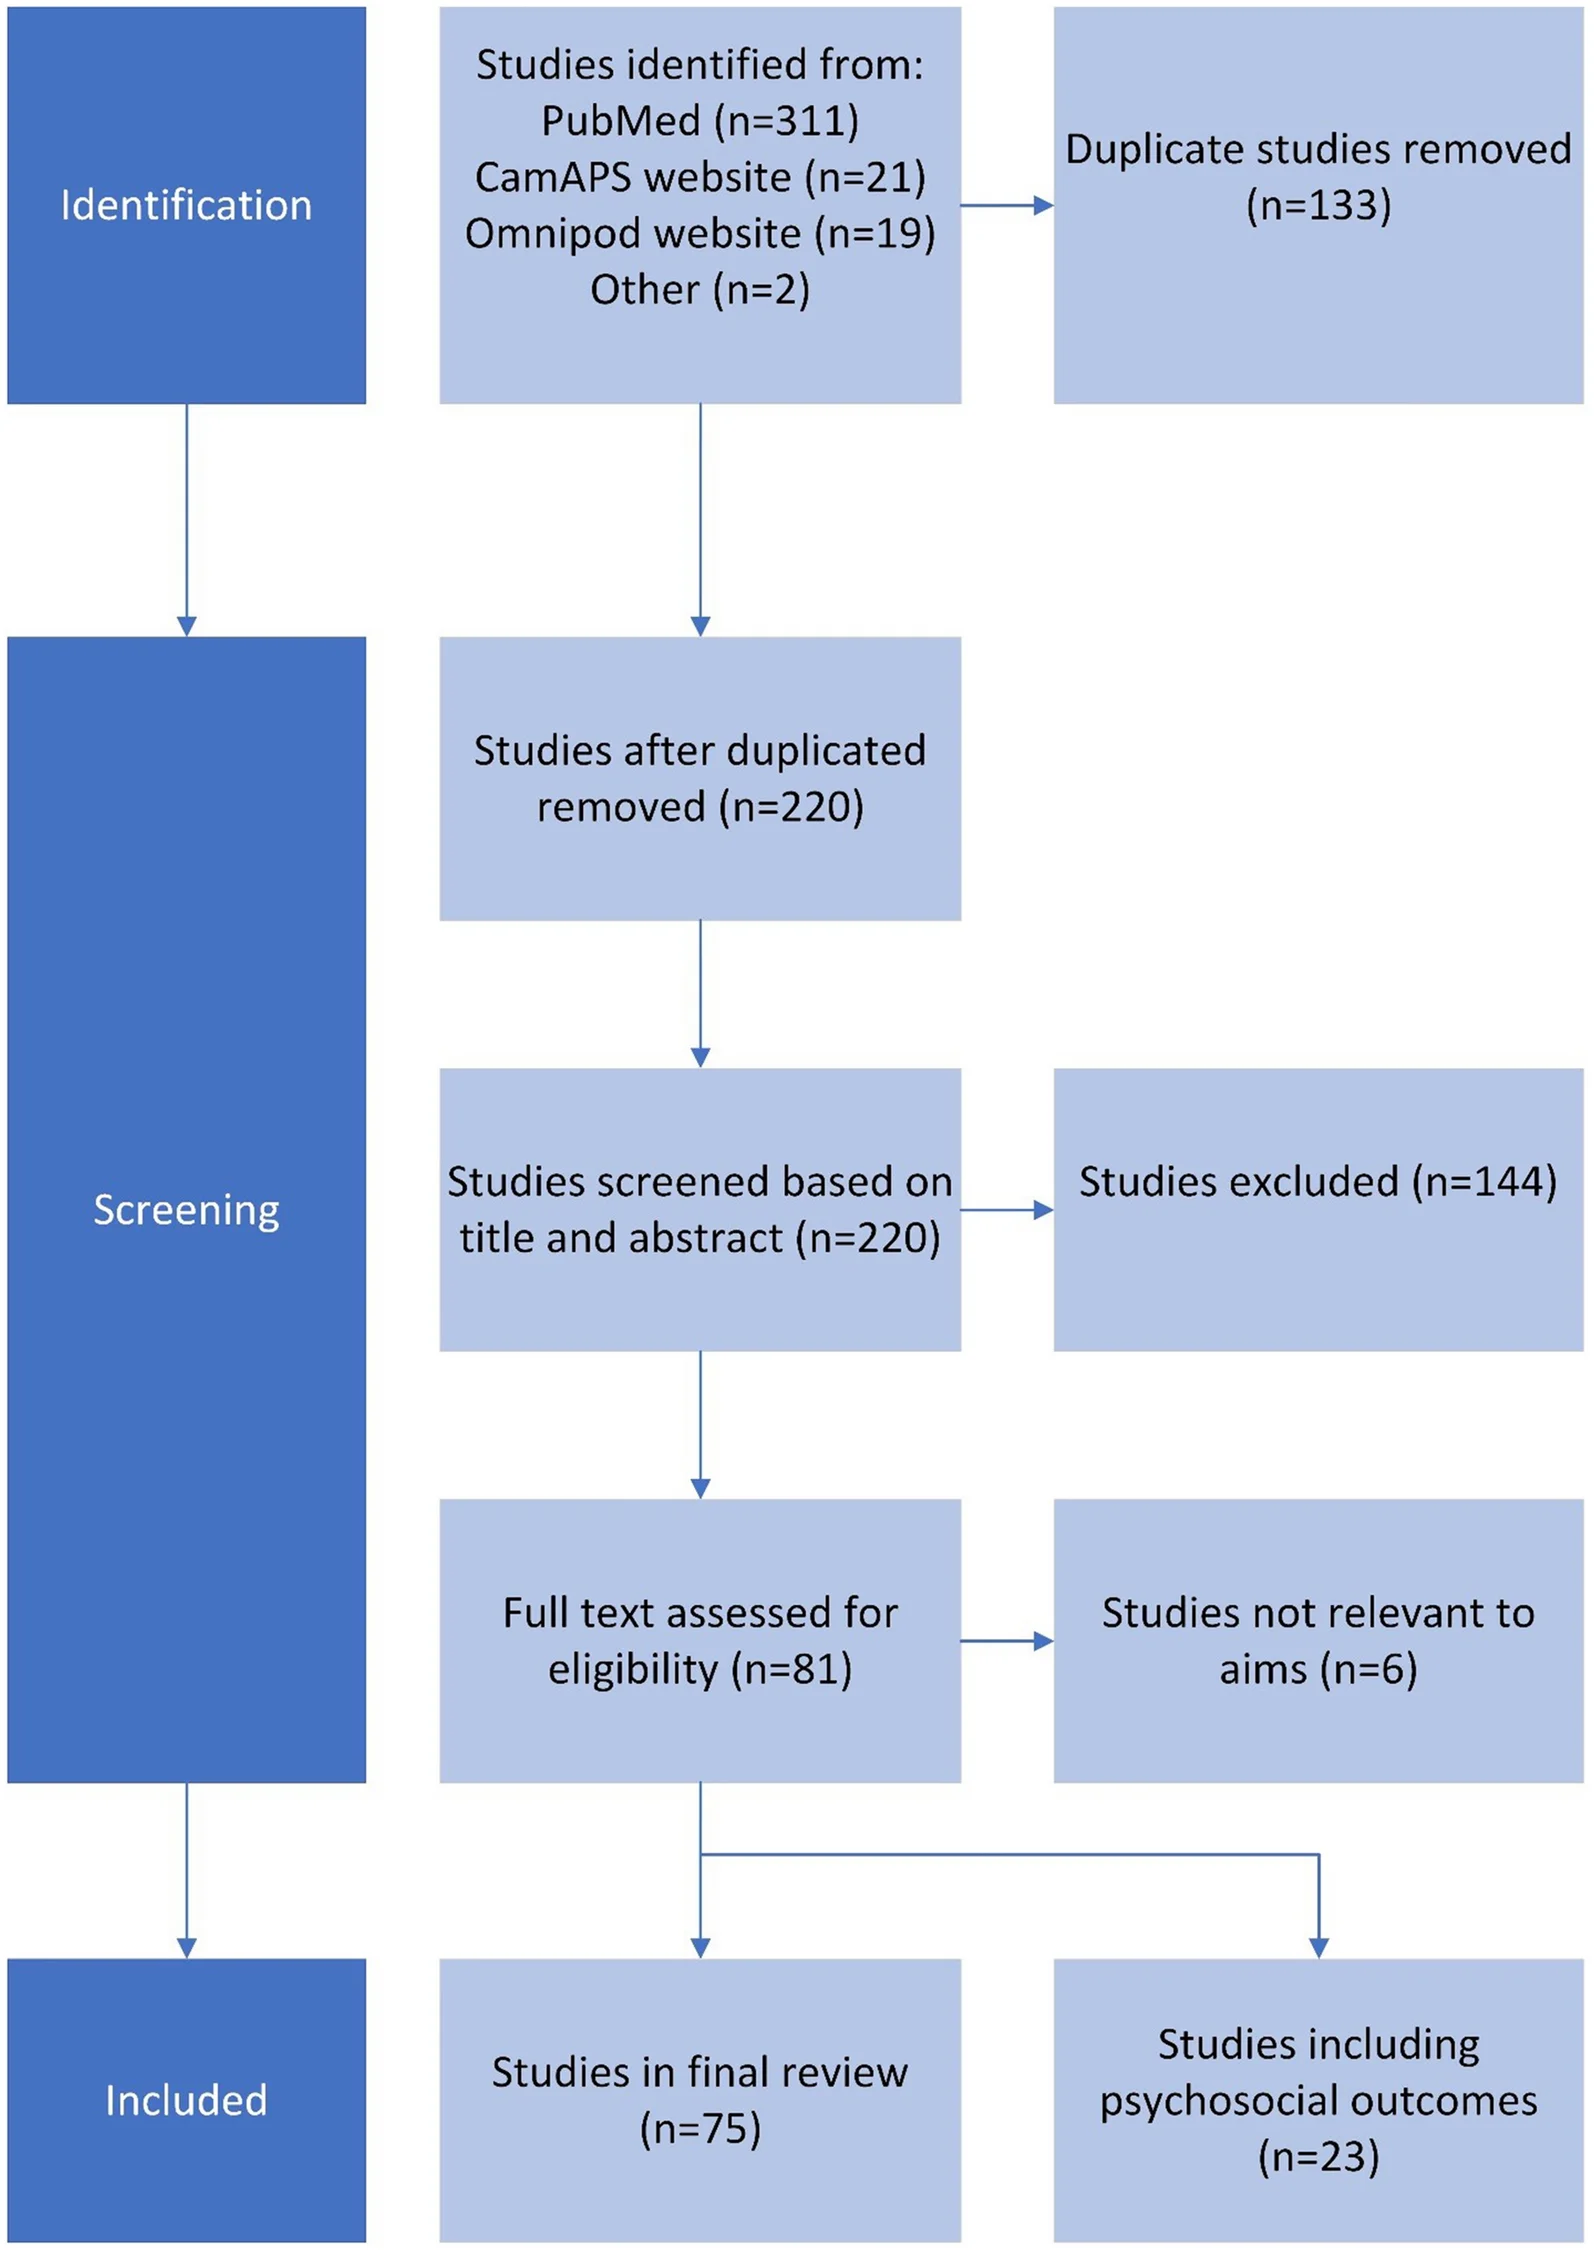 Identification
Studies identified from:
PubMed (n=311)
CamAPS website (n=21)
Omnipod website (n=19)
Other (n=2)
Duplicate studies removed
(n=133)
Screening
Studies after duplicated
removed (n=220)
Studies screened based on
title and abstract (n=220)
Studies excluded (n=144)
Full text assessed for
eligibility (n=81)
Studies not relevant to
aims (n=6)
Included
Studies in final review
(n=75)
Studies including
psychosocial outcomes
(n=23)